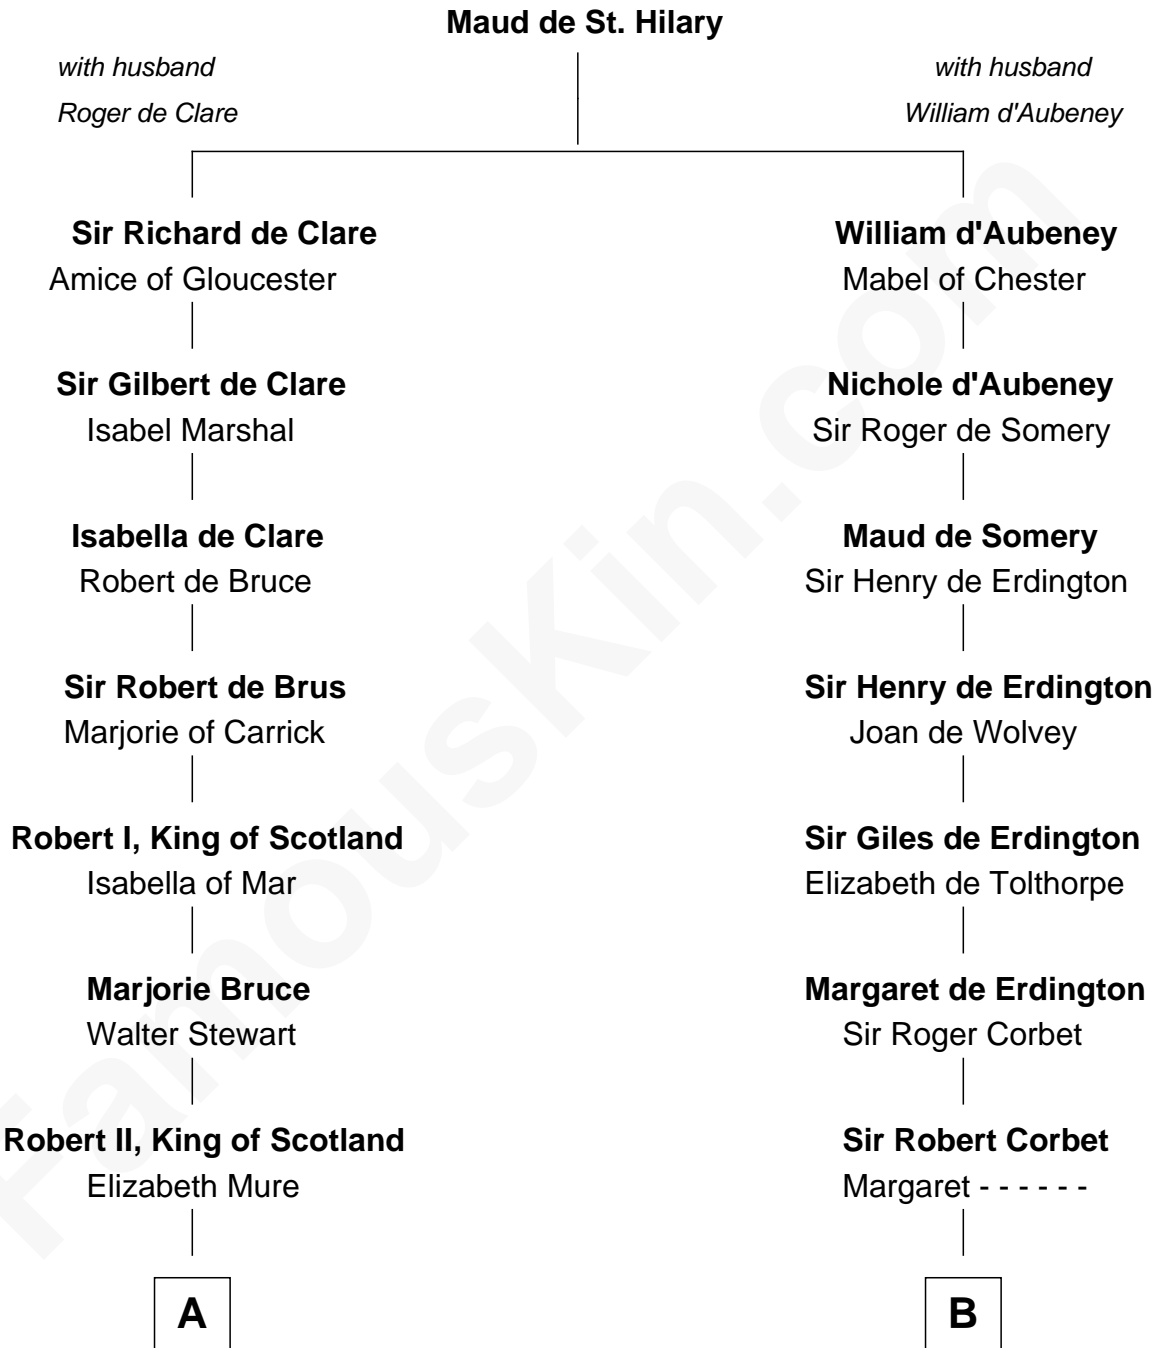 Maud de St. Hilary
with husband
Roger de Clare
with husband
William d'Aubeney
Sir Richard de Clare
Amice of Gloucester
William d'Aubeney
Mabel of Chester
Sir Gilbert de Clare
Isabel Marshal
Nichole d'Aubeney
Sir Roger de Somery
Isabella de Clare
Robert de Bruce
Maud de Somery
Sir Henry de Erdington
Sir Robert de Brus
Marjorie of Carrick
Sir Henry de Erdington
Joan de Wolvey
Robert I, King of Scotland
Isabella of Mar
Sir Giles de Erdington
Elizabeth de Tolthorpe
Marjorie Bruce
Walter Stewart
Margaret de Erdington
Sir Roger Corbet
Robert II, King of Scotland
Elizabeth Mure
Sir Robert Corbet
Margaret - - - - - -
A
B
FamousKin.com